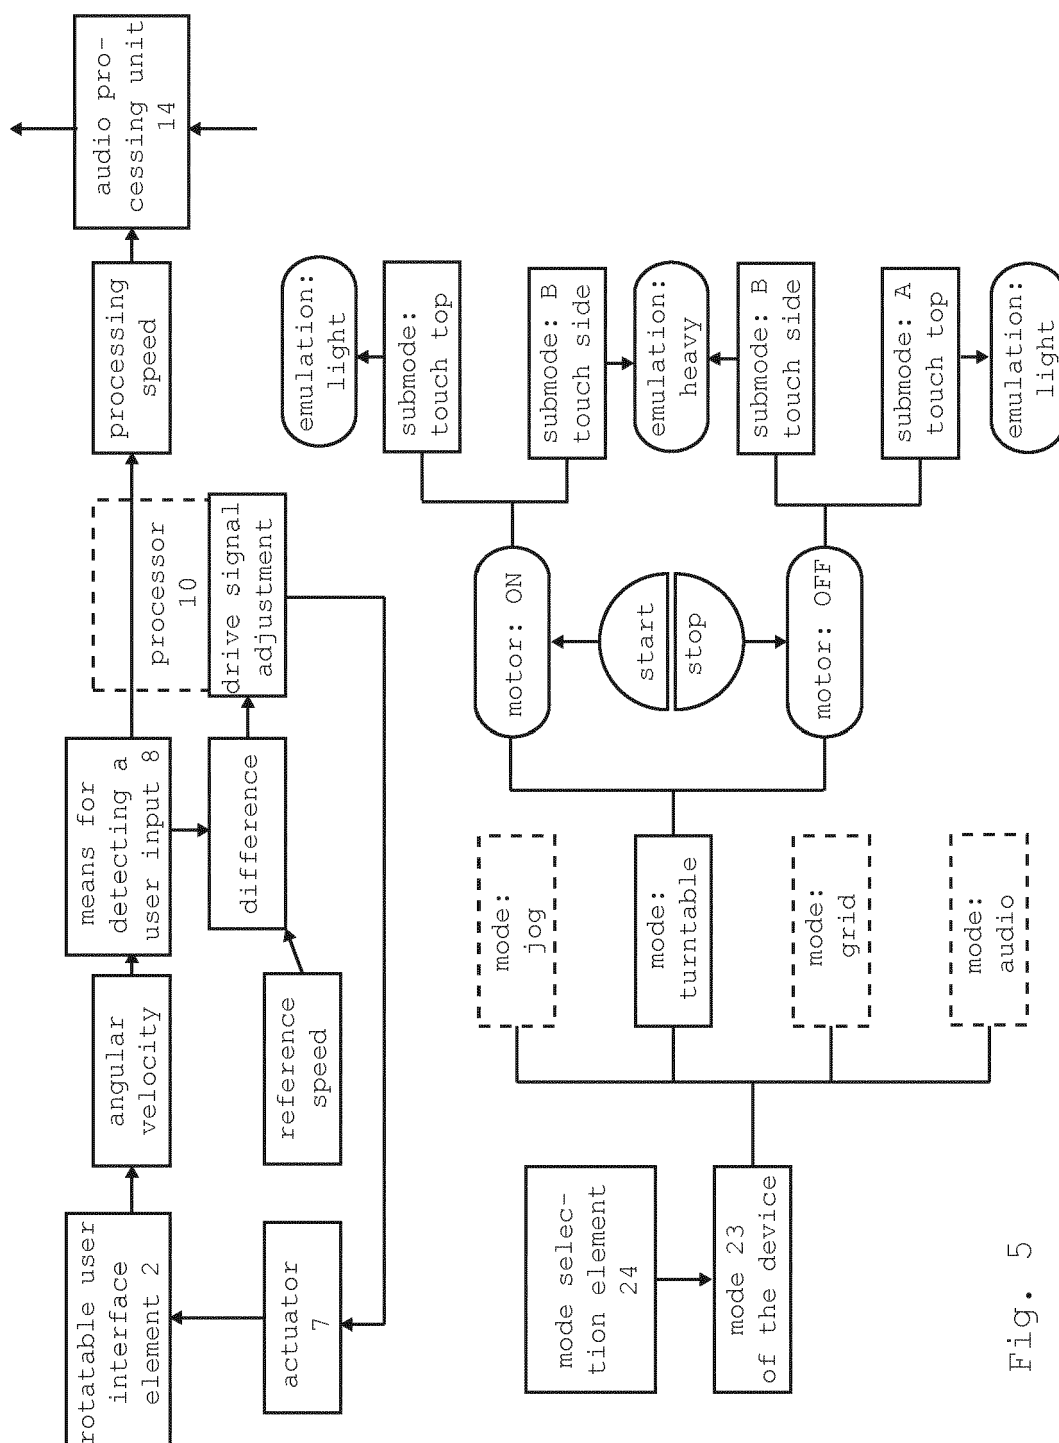 rotatable user
interface
element 2
angular
velocity
means for
detecting a
user input 8
processor
10
processing
speed
audio pro-
cessing unit
14
actuator
7
reference
speed
difference
drive signal
adjustment
mode selec-
tion element
24
mode 23
of the device
mode:
jog
mode:
turntable
mode:
grid
mode:
audio
motor: ON
start
stop
motor: OFF
emulation:
light
submode:
touch top
submode: B
touch side
emulation:
heavy
submode: B
touch side
submode: A
touch top
emulation:
light
Fig. 5